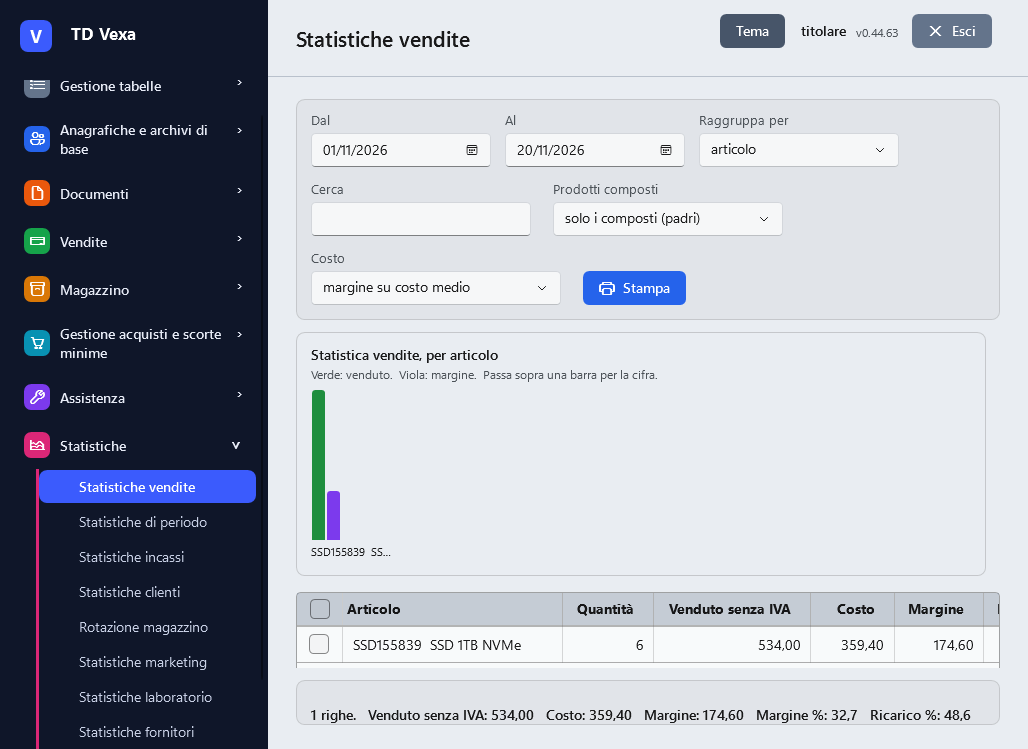 V TD Vexa
Gestione tabelle
Anagrafiche e archivi di
base
Documenti
Vendite
Magazzino
Gestione acquisti e scorte
minime
Assistenza
Statistiche
Statistiche vendite
Statistiche di periodo
Statistiche incassi
Statistiche clienti
Rotazione magazzino
Statistiche marketing
Statistiche laboratorio
Statistiche fornitori
Statistiche vendite
Tema titolare v0.44.63 Esci
Dal Al Raggruppa per
01/11/2026 20/11/2026 articolo
Cerca Prodotti composti
solo i composti (padri)
Costo
margine su costo medio Stampa
Statistica vendite, per articolo
Verde: venduto. Viola: margine. Passa sopra una barra per la cifra.
SSD155839 SS...
Articolo Quantità Venduto senza IVA Costo Margine
SSD155839 SSD 1TB NVMe 6 534,00 359,40 174,60
1 righe. Venduto senza IVA: 534,00 Costo: 359,40 Margine: 174,60 Margine %: 32,7 Ricarico %: 48,6